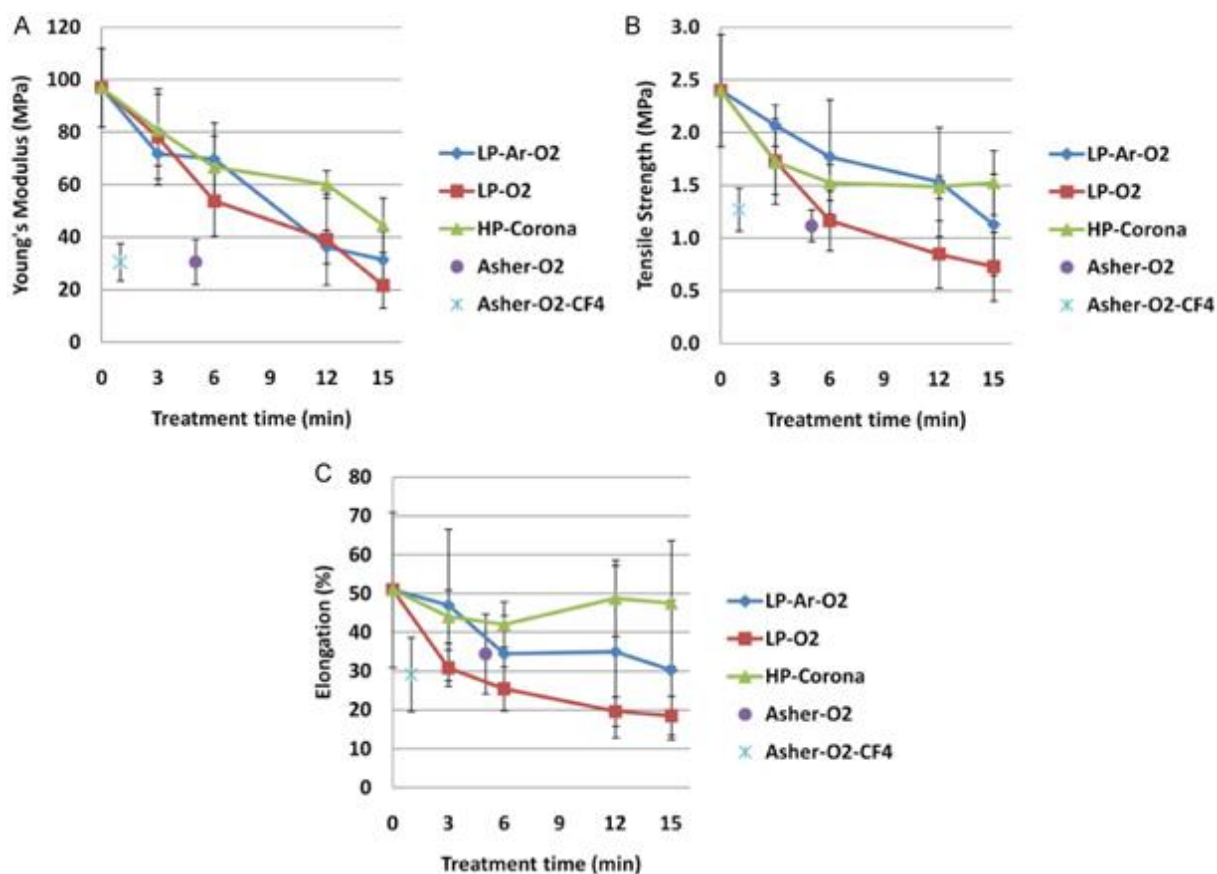 A
Young's Modulus (MPa)
120
100
80
60
40
20
0
0 3 6 9 12 15
Treatment time (min)
LP-Ar-O2
LP-O2
HP-Corona
Asher-O2
Asher-O2-CF4
B
Tensile Strength (MPa)
3.0
2.5
2.0
1.5
1.0
0.5
0.0
0 3 6 9 12 15
Treatment time (min)
LP-Ar-O2
LP-O2
HP-Corona
Asher-O2
Asher-O2-CF4
C
Elongation (%)
80
70
60
50
40
30
20
10
0
0 3 6 9 12 15
Treatment time (min)
LP-Ar-O2
LP-O2
HP-Corona
Asher-O2
Asher-O2-CF4